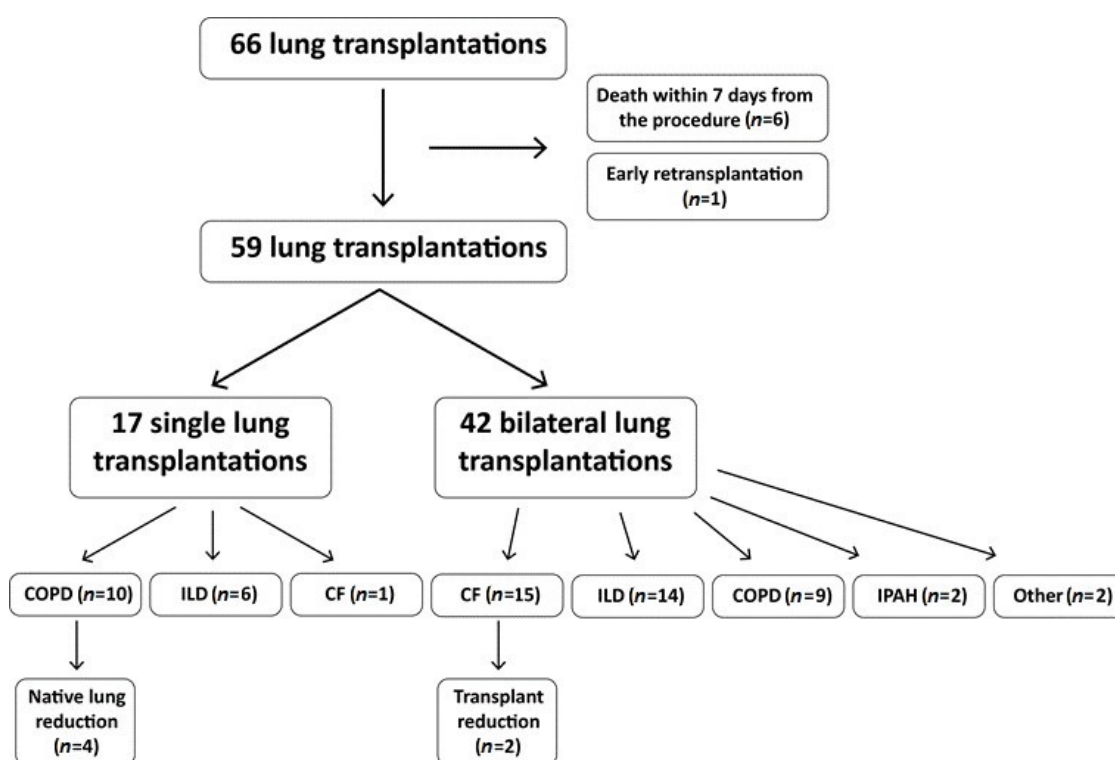 66 lung transplantations
Death within 7 days from
the procedure (n=6)
Early retransplantation
(n=1)
59 lung transplantations
17 single lung
transplantations
42 bilateral lung
transplantations
COPD (n=10)
ILD (n=6)
CF (n=1)
CF (n=15)
ILD (n=14)
COPD (n=9)
IPAH (n=2)
Other (n=2)
Native lung
reduction
(n=4)
Transplant
reduction
(n=2)